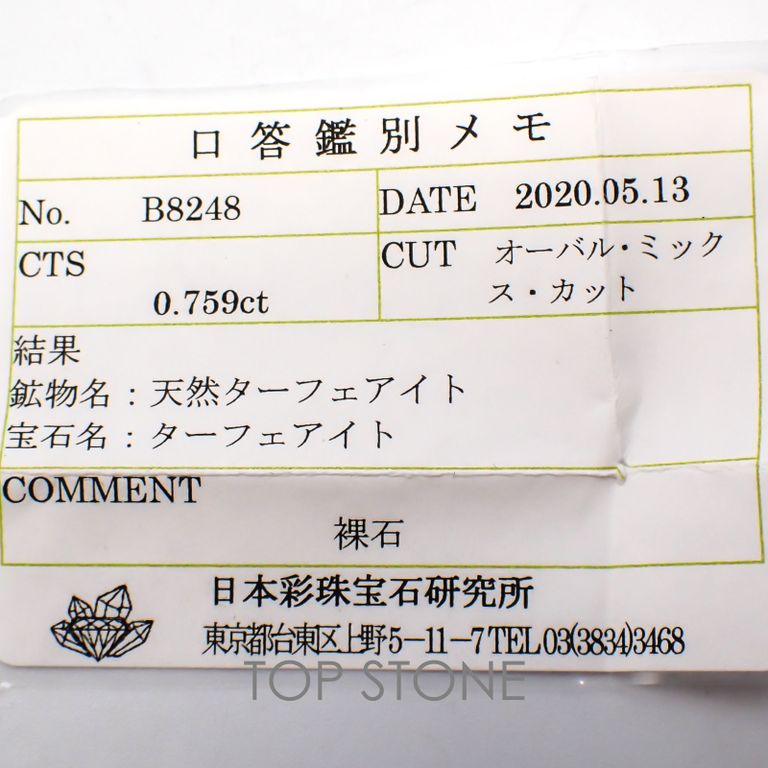 口答鑑別メモ
No. B8248
DATE 2020.05.13
CTS
0.759ct
CUT オーバル・ミック
ス・カット
結果
鉱物名：天然ターフェアイト
宝石名：ターフェアイト
COMMENT
裸石
日本彩珠宝石研究所
東京都台東区上野5－11－7 TEL 03(3834)3468
TOP STONE